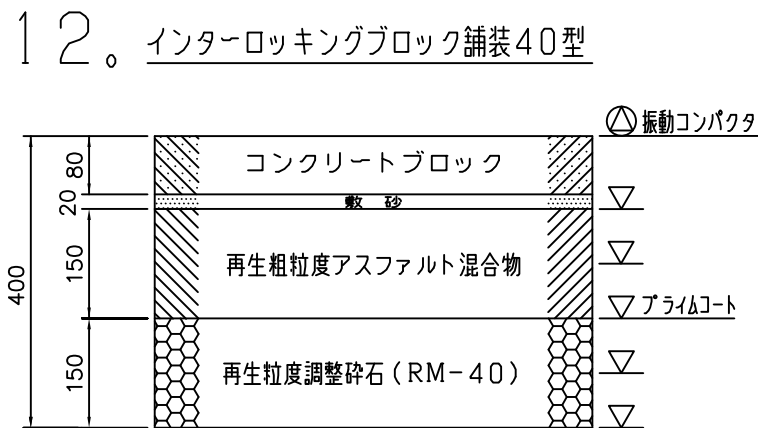 12。インターロッキングブロック舗装40型
振動コンパクタ
80
コンクリートブロック
20
敷 砂
400
150
再生粗粒度アスファルト混合物
プライムコート
150
再生粒度調整砕石(RM-40)